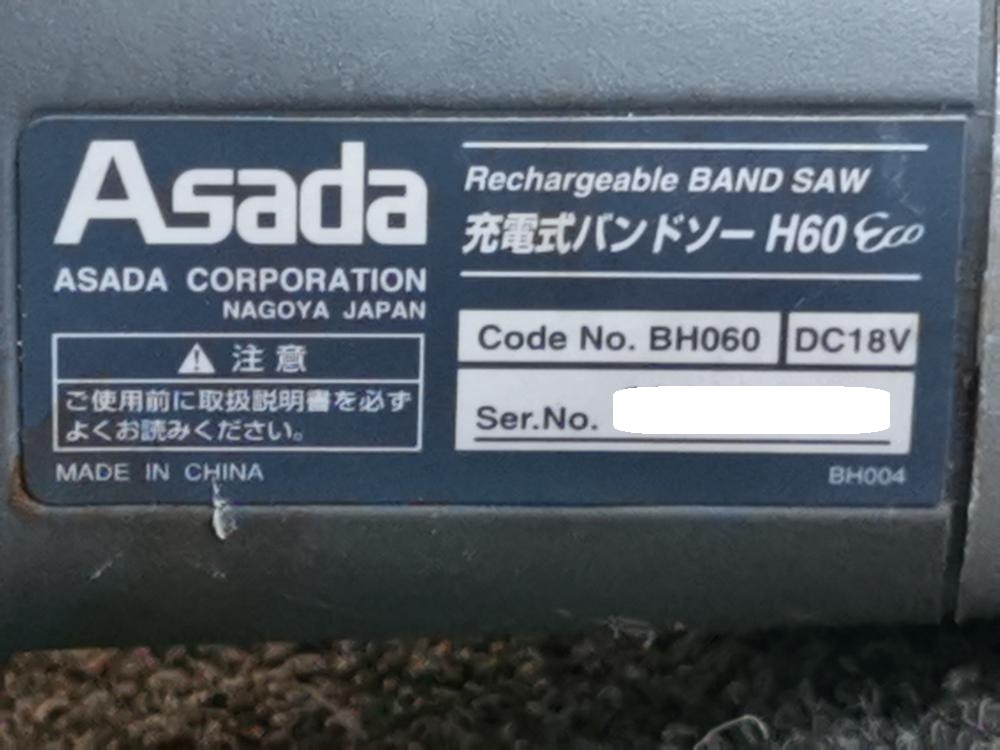 Asada
ASADA CORPORATION
NAGOYA JAPAN
⚠ 注意
ご使用前に取扱説明書を必ず
よくお読みください。
MADE IN CHINA
Rechargeable BAND SAW
充電式バンドソー H60 Eco
Code No. BH060
DC18V
Ser.No.
BH004